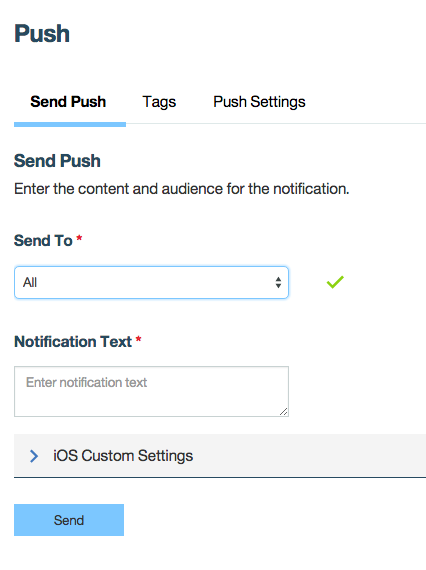 Push
Send Push Tags Push Settings
Send Push
Enter the content and audience for the notification.
Send To *
All
Notification Text *
Enter notification text
iOS Custom Settings
Send